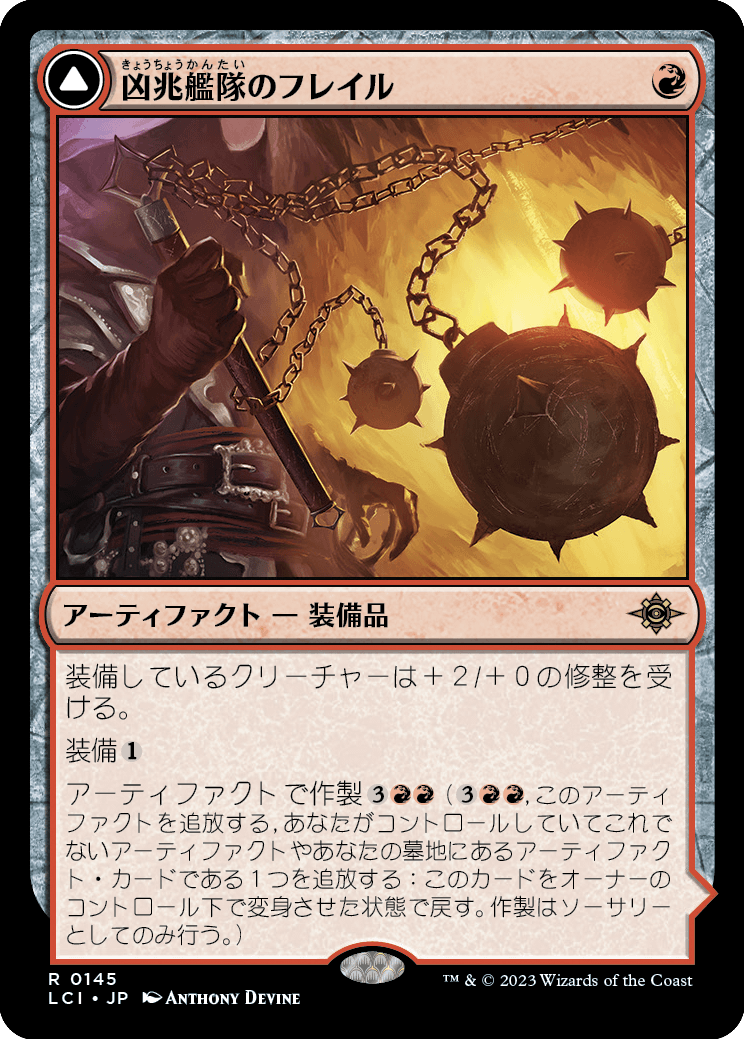 きょうちょうかんたい
凶兆艦隊のフレイル
アーティファクト ― 装備品
装備しているクリーチャーは＋２/＋０の修整を受
ける。
装備 1
アーティファクトで作製 3 （ 3 , このアーティ
ファクトを追放する, あなたがコントロールしていてこれで
ないアーティファクトやあなたの墓地にあるアーティファク
ト・カードである１つを追放する：このカードをオーナーの
コントロール下で変身させた状態で戻す。作製はソーサリー
としてのみ行う。）
R 0145
LCI • JP ANTHONY DEVINE
™ & © 2023 Wizards of the Coast